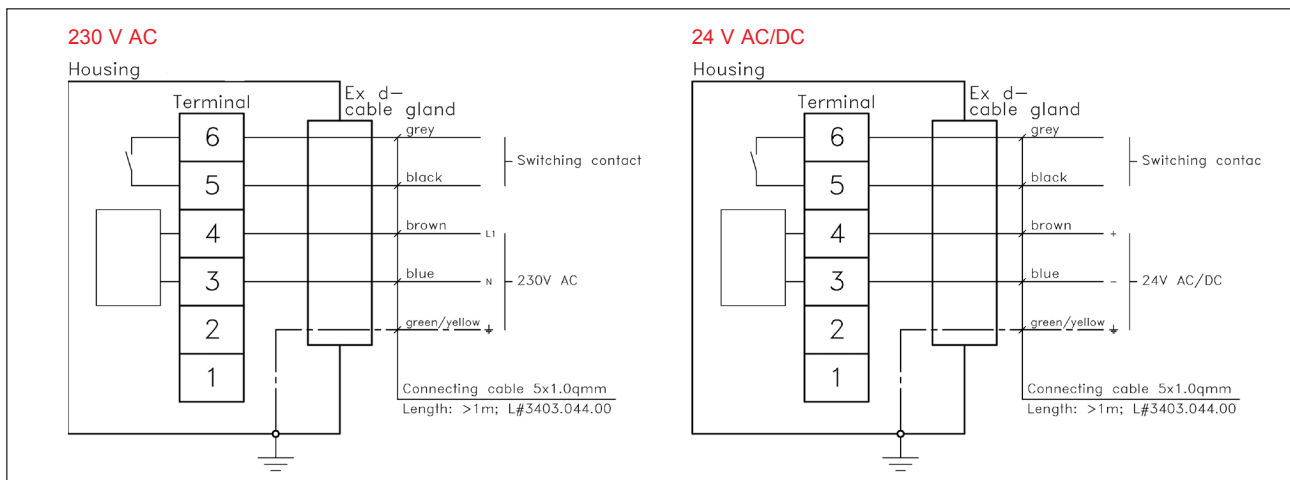 230 V AC
Housing
Terminal
Ex d-
cable gland
6
grey
Switching contact
5
black
4
brown
L1
3
blue
N
230V AC
2
green/yellow
1
Connecting cable 5x1.0qmm
Length: >1m; L#3403.044.00
24 V AC/DC
Housing
Terminal
Ex d-
cable gland
6
grey
Switching contac
5
black
4
brown
+
3
blue
-
24V AC/DC
2
green/yellow
1
Connecting cable 5x1.0qmm
Length: >1m; L#3403.044.00